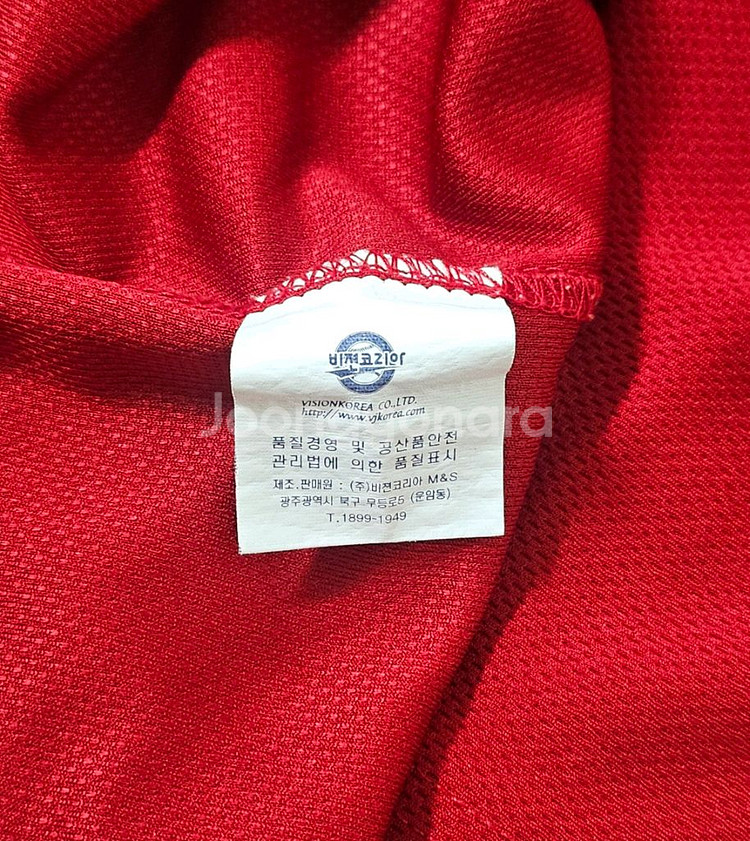 비젼코리아
VISIONKOREA CO.,LTD.
http://www.vjkorea.com
Joongonara
품질경영 및 공산품안전
관리법에 의한 품질표시
제조.판매원 : (주)비젼코리아 M&S
광주광역시 북구 무등로5 (운암동)
T.1899-1949